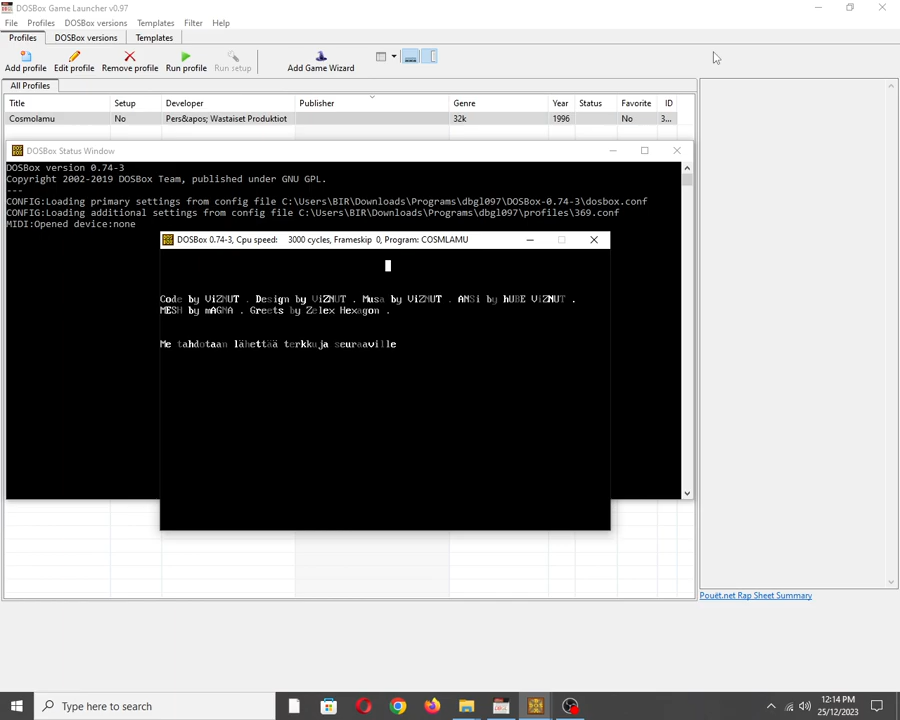 DOSBox Game Launcher v0.97
File Profiles DOSBox versions Templates Filter Help
Profiles DOSBox versions Templates
Add profile Edit profile Remove profile Run profile Run setup Add Game Wizard
All Profiles
Title Setup Developer Publisher Genre Year Status Favorite ID
Cosmolamu No Pers&apos; Wastaiset Produktiot 32k 1996 No 3...
DOSBox Status Window
DOSBox version 0.74-3
Copyright 2002-2019 DOSBox Team, published under GNU GPL.
---
CONFIG:Loading primary settings from config file C:\Users\BIR\Downloads\Programs\dbgl097\DOSBox-0.74-3\dosbox.conf
CONFIG:Loading additional settings from config file C:\Users\BIR\Downloads\Programs\dbgl097\profiles\369.conf
MIDI:Opened device:none
DOSBox 0.74-3, Cpu speed: 3000 cycles, Frameskip 0, Program: COSMLAMU
Code by ViZNUT . Design by ViZNUT . Musa by ViZNUT . ANSi by hUBE ViZNUT .
MESH by mAGNA . Greets by Zelex Hexagon .
Me tahdotaan lähettää terkkuja seuraaville
Pouët.net Rap Sheet Summary
Type here to search
12:14 PM
25/12/2023